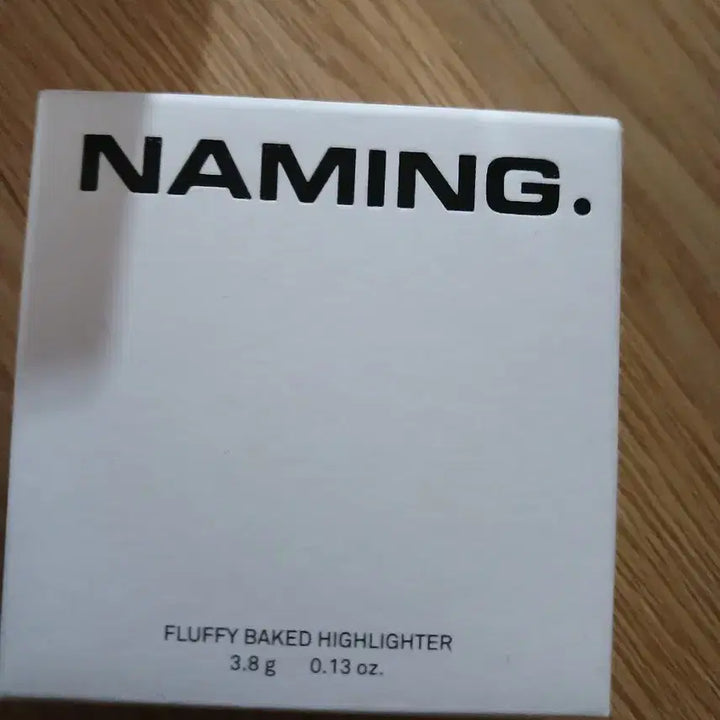 NAMING.
FLUFFY BAKED HIGHLIGHTER
3.8 g 0.13 oz.